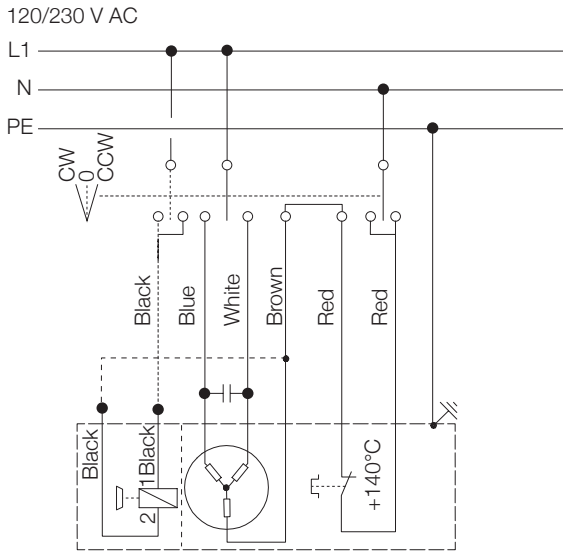 120/230 V AC
L1
N
PE
CW
0
CCW
Black
Blue
White
Brown
Red
Red
Black
1
Black
2
+140°C